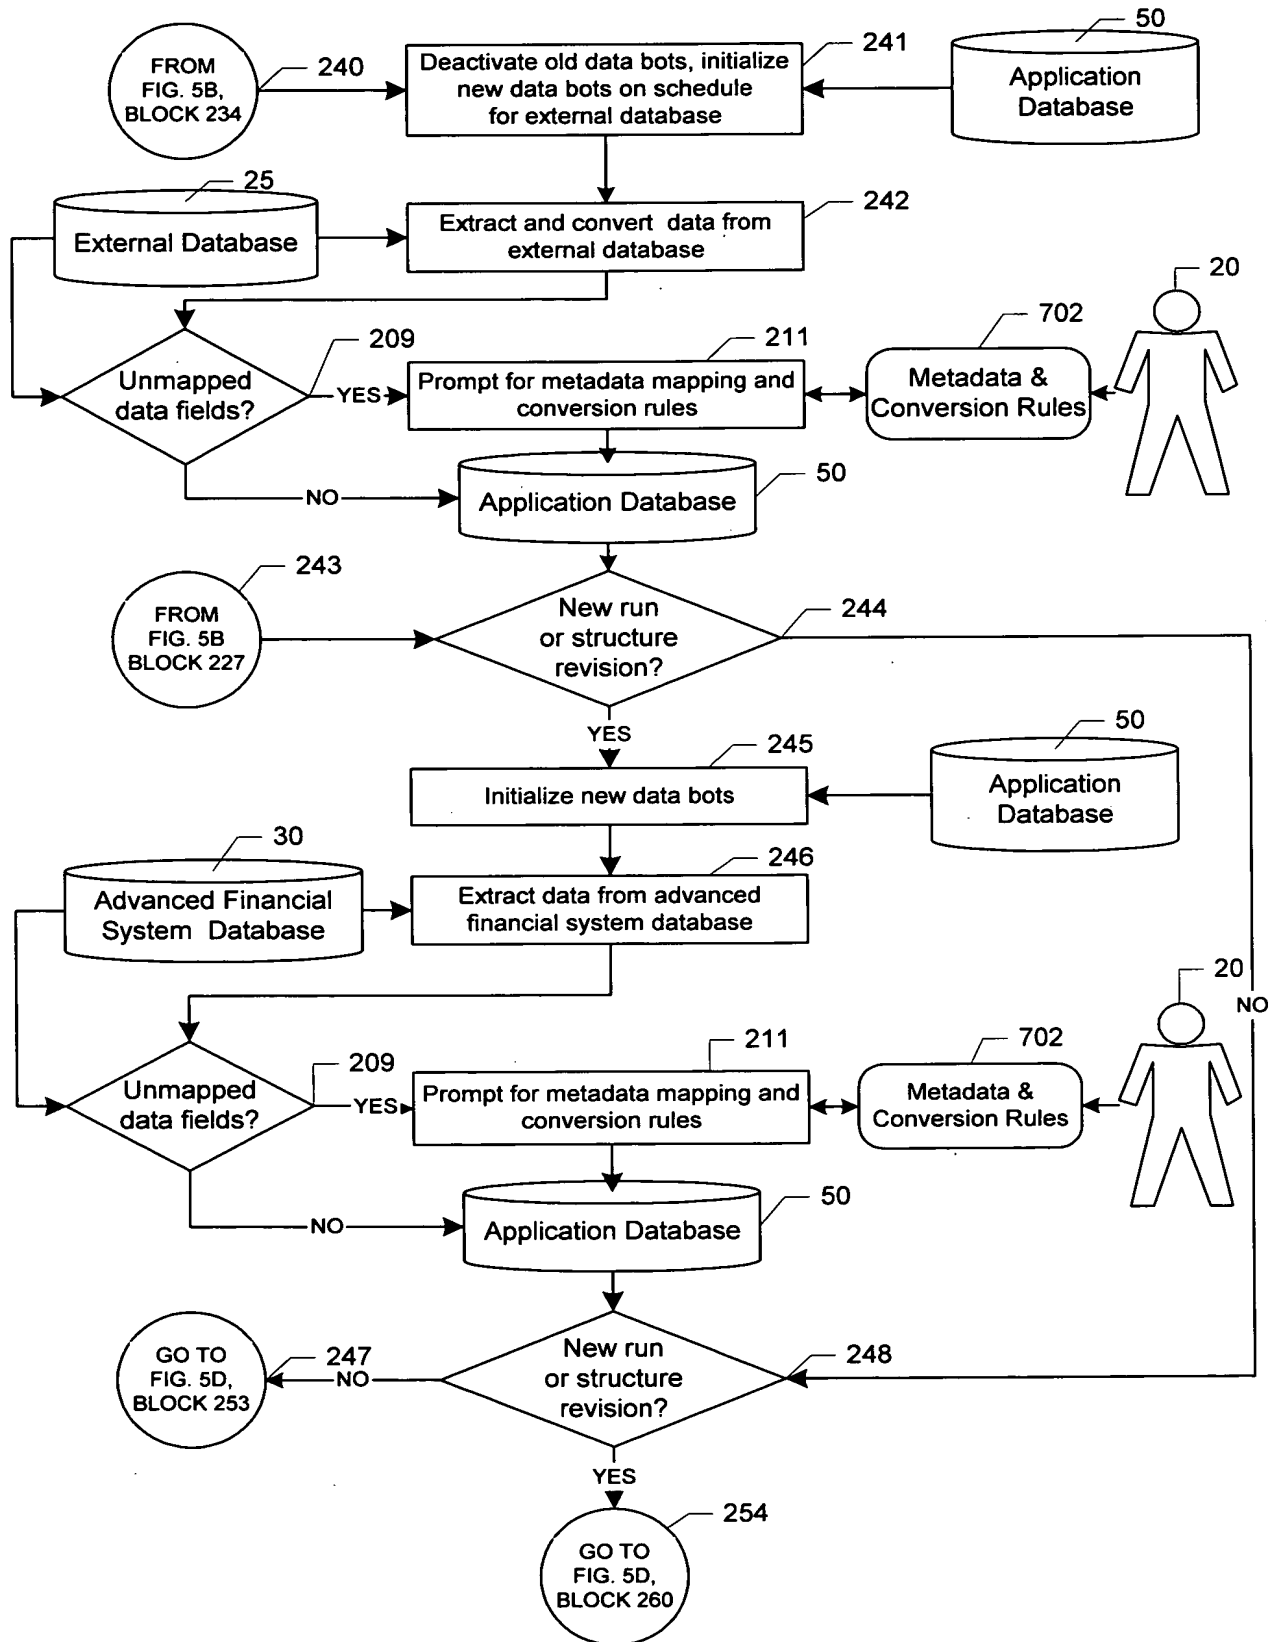 50
241
FROM
FIG. 5B,
BLOCK 234
240
Deactivate old data bots, initialize
new data bots on schedule
for external database
Application
Database
25
External Database
242
Extract and convert data from
external database
20
702
209
211
Unmapped
data fields?
YES
Prompt for metadata mapping and
conversion rules
Metadata &
Conversion Rules
NO
50
Application Database
243
FROM
FIG. 5B
BLOCK 227
New run
or structure
revision?
244
YES
50
245
Initialize new data bots
Application
Database
30
246
Advanced Financial
System Database
Extract data from advanced
financial system database
20
NO
702
211
209
Unmapped
data fields?
YES
Prompt for metadata mapping and
conversion rules
Metadata &
Conversion Rules
50
NO
Application Database
GO TO
FIG. 5D,
BLOCK 253
247
NO
New run
or structure
revision?
248
YES
254
GO TO
FIG. 5D,
BLOCK 260